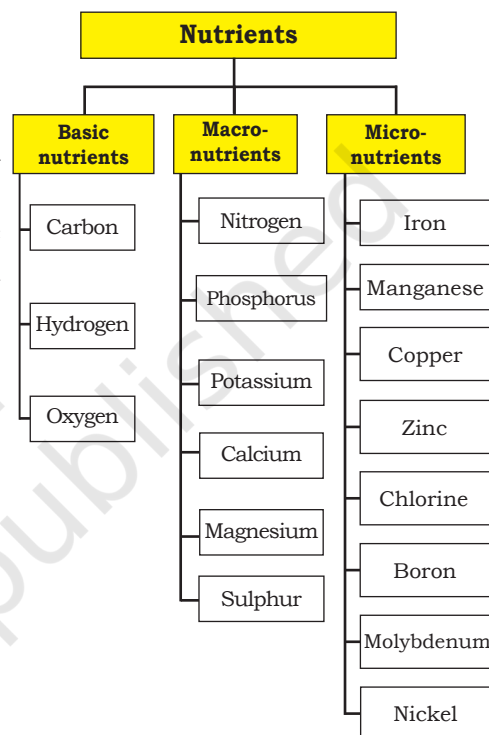 Nutrients
Basic
nutrients
Macro-
nutrients
Micro-
nutrients
Carbon
Hydrogen
Oxygen
Nitrogen
Phosphorus
Potassium
Calcium
Magnesium
Sulphur
Iron
Manganese
Copper
Zinc
Chlorine
Boron
Molybdenum
Nickel
published